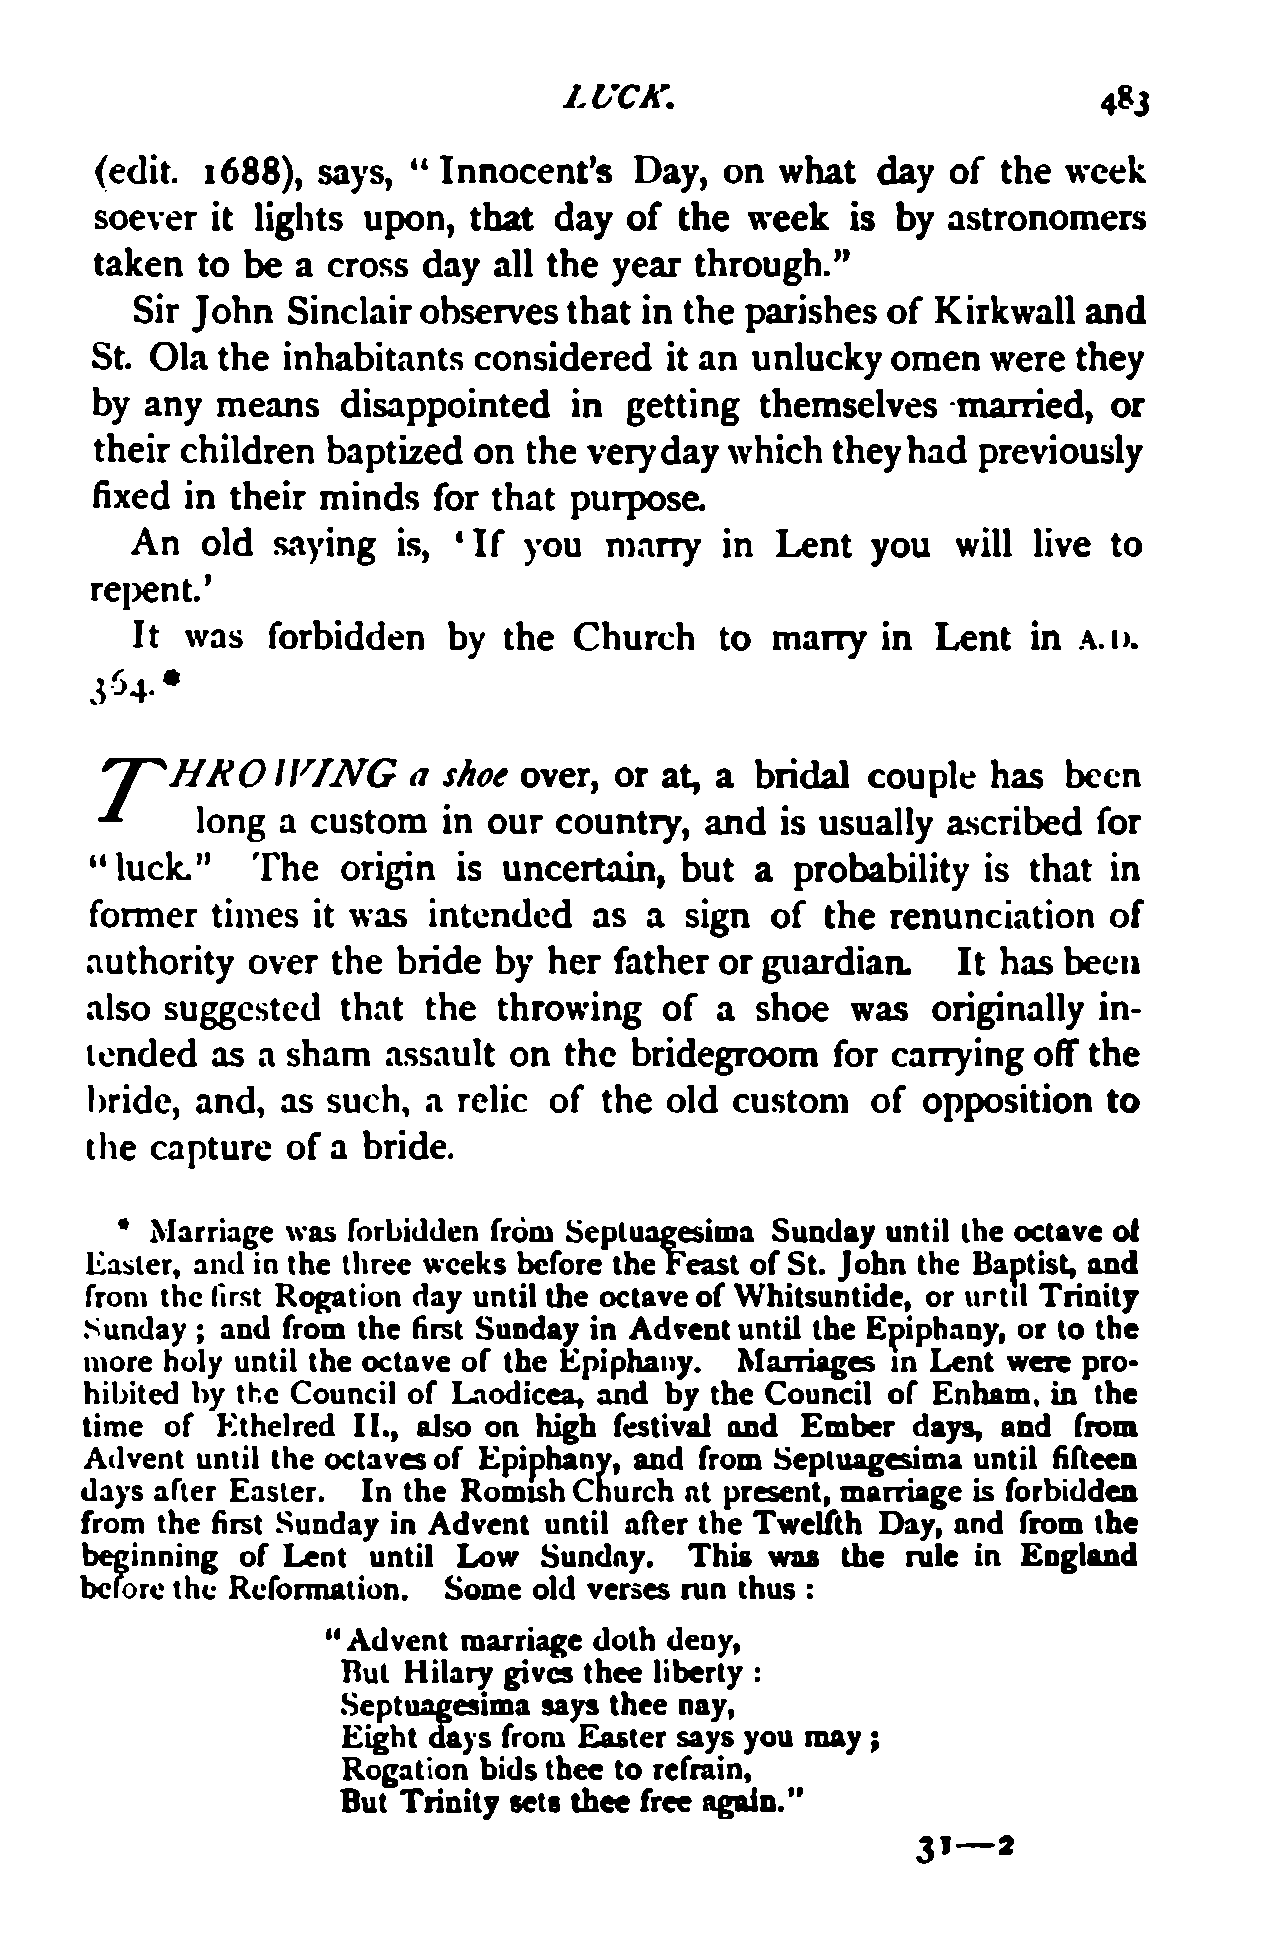 LUCK. 483
(edit. 1688), says, “ Innocent's Day, on what day of the week
soever it lights upon, that day of the week is by astronomers
taken to be a cross day all the year through.”
Sir John Sinclair observes that in the parishes of Kirkwall and
St. Ola the inhabitants considered it an unlucky omen were they
by any means disappointed in getting themselves married, or
their children baptized on the very day which they had previously
fixed in their minds for that purpose.
An old saying is, ‘ If you marry in Lent you will live to
repent.’
It was forbidden by the Church to marry in Lent in A.D.
364.*
THROWING a shoe over, or at, a bridal couple has been
long a custom in our country, and is usually ascribed for
“ luck.” The origin is uncertain, but a probability is that in
former times it was intended as a sign of the renunciation of
authority over the bride by her father or guardian. It has been
also suggested that the throwing of a shoe was originally in-
tended as a sham assault on the bridegroom for carrying off the
bride, and, as such, a relic of the old custom of opposition to
the capture of a bride.
* Marriage was forbidden from Septuagesima Sunday until the octave of
Easter, and in the three weeks before the Feast of St. John the Baptist, and
from the first Rogation day until the octave of Whitsuntide, or until Trinity
Sunday ; and from the first Sunday in Advent until the Epiphany, or to the
more holy until the octave of the Epiphany. Marriages in Lent were pro-
hibited by the Council of Laodicea, and by the Council of Enham, in the
time of Ethelred II., also on high festival and Ember days, and from
Advent until the octaves of Epiphany, and from Septuagesima until fifteen
days after Easter. In the Romish Church at present, marriage is forbidden
from the first Sunday in Advent until after the Twelfth Day, and from the
beginning of Lent until Low Sunday. This was the rule in England
before the Reformation. Some old verses run thus :
“ Advent marriage doth deny,
But Hilary gives thee liberty :
Septuagesima says thee nay,
Eight days from Easter says you may ;
Rogation bids thee to refrain,
But Trinity sets thee free again.”
31—2